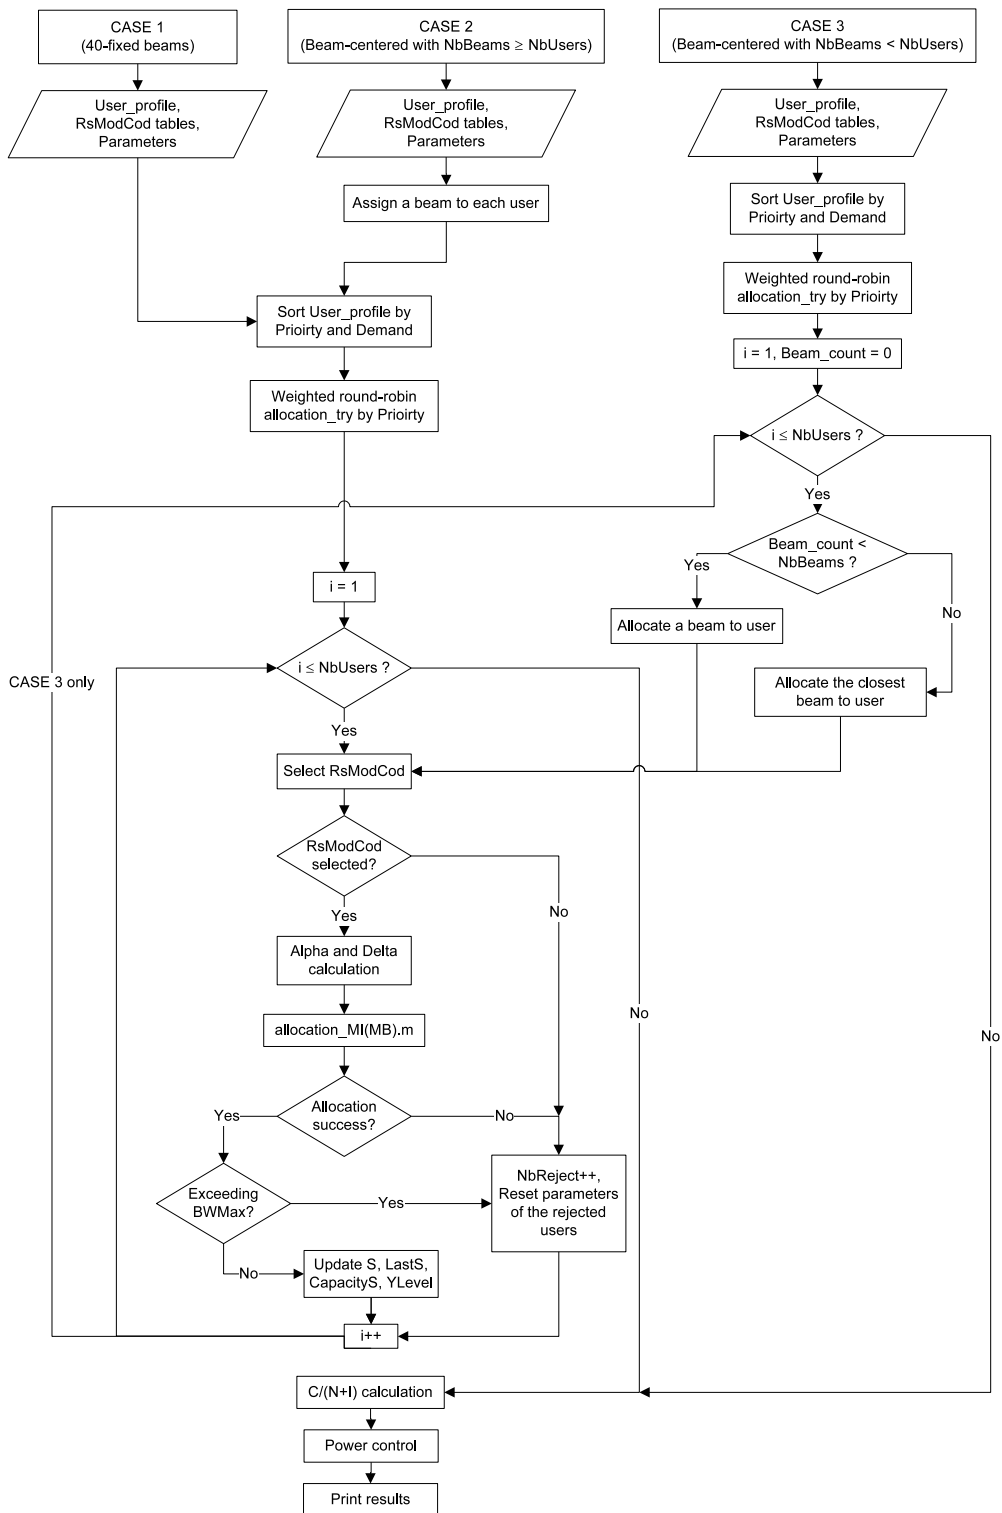 CASE 1
(40-fixed beams)
CASE 2
(Beam-centered with NbBeams ≥ NbUsers)
CASE 3
(Beam-centered with NbBeams < NbUsers)
User_profile,
RsModCod tables,
Parameters
User_profile,
RsModCod tables,
Parameters
User_profile,
RsModCod tables,
Parameters
Assign a beam to each user
Sort User_profile by
Prioirty and Demand
Weighted round-robin
allocation_try by Prioirty
Sort User_profile by
Prioirty and Demand
Weighted round-robin
allocation_try by Prioirty
i = 1, Beam_count = 0
i ≤ NbUsers ?
Yes
Beam_count <
NbBeams ?
Yes
No
Allocate a beam to user
Allocate the closest
beam to user
i = 1
i ≤ NbUsers ?
CASE 3 only
Yes
Select RsModCod
RsModCod
selected?
Yes
No
Alpha and Delta
calculation
allocation_MI(MB).m
No
No
Allocation
success?
Yes
No
Exceeding
BWMax?
Yes
NbReject++,
Reset parameters
of the rejected
users
No
Update S, LastS,
CapacityS, YLevel
i++
C/(N+I) calculation
Power control
Print results